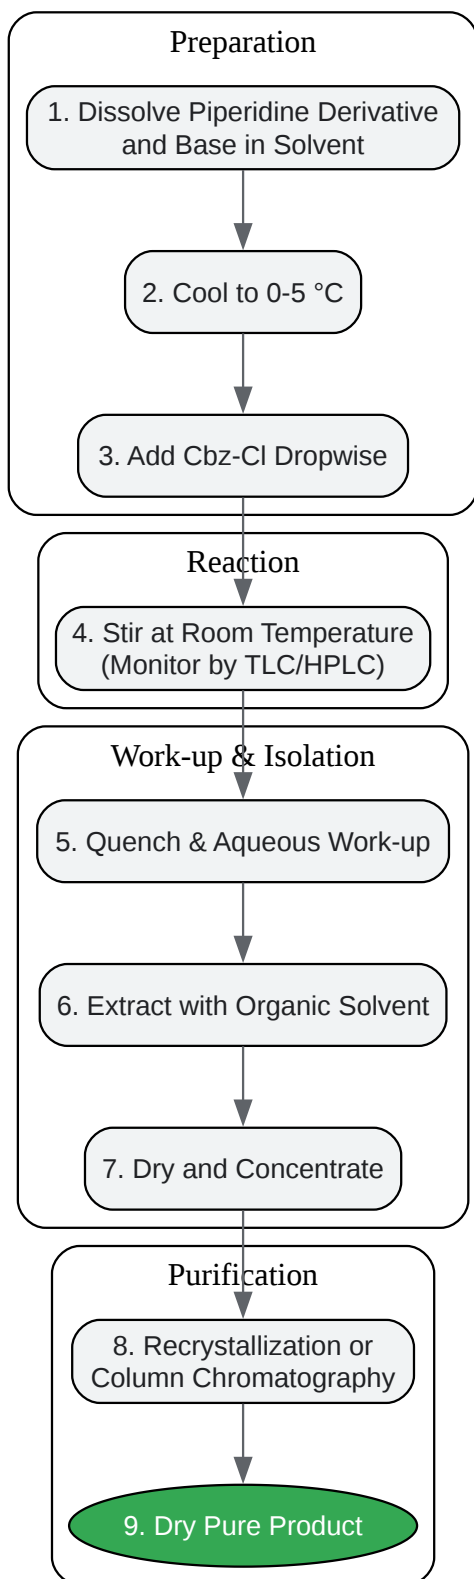 Preparation
1. Dissolve Piperidine Derivative
and Base in Solvent
2. Cool to 0-5 °C
3. Add Cbz-Cl Dropwise
Reaction
4. Stir at Room Temperature
(Monitor by TLC/HPLC)
Work-up & Isolation
5. Quench & Aqueous Work-up
6. Extract with Organic Solvent
7. Dry and Concentrate
Purification
8. Recrystallization or
Column Chromatography
9. Dry Pure Product